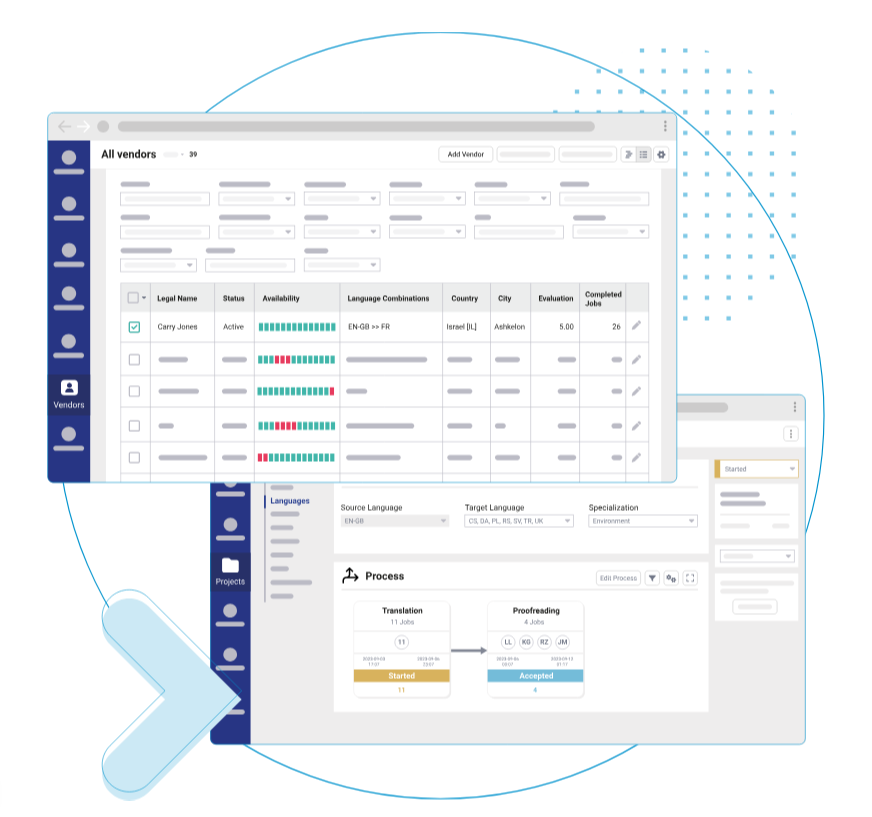 All vendors - 39
Add Vendor
Legal Name Status Availability Language Combinations Country City Evaluation Completed Jobs
Carry Jones Active EN-GB >> FR Israel [IL] Ashkelon 5.00 26
Vendors
Started
Languages
Source Language Target Language Specialization
EN-GB CS, DA, PL, RS, SV, TR, UK Environment
Projects
Process
Edit Process
Translation
11 Jobs
11
Started
11
Proofreading
4 Jobs
LL KG RZ JM
Accepted
4